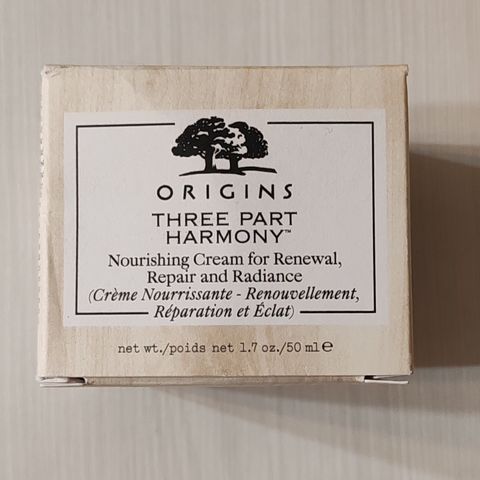 ORIGINS
THREE PART
HARMONY™
Nourishing Cream for Renewal,
Repair and Radiance
(Crème Nourrissante - Renouvellement,
Réparation et Éclat)
net wt./poids net 1.7 oz./50 ml ℮